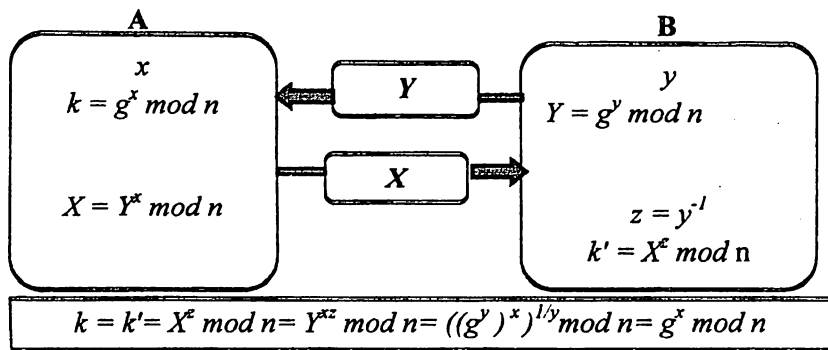 A
x
k = g^x mod n
X = Y^x mod n
Y
X
B
y
Y = g^y mod n
z = y^-1
k' = X^z mod n
k = k'= X^z mod n= Y^xz mod n= ((g^y)^x)^1/y mod n= g^x mod n